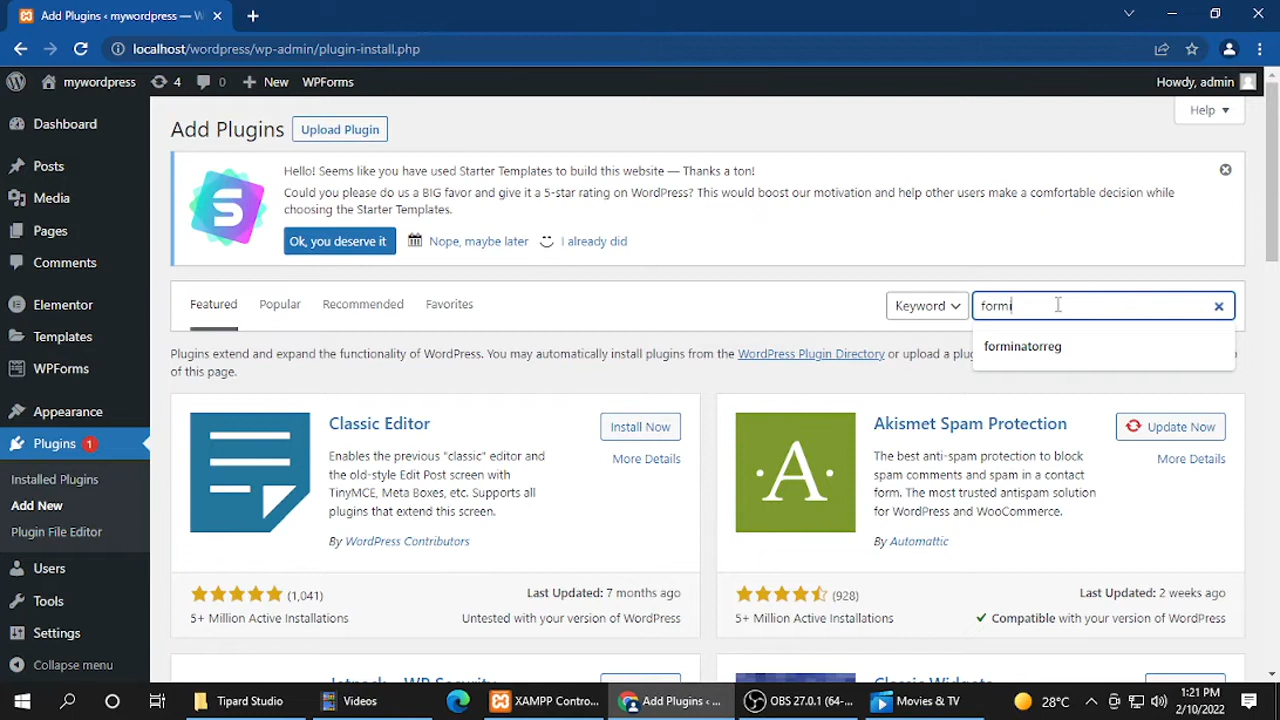 Add Plugins ‹ mywordpress — W
localhost/wordpress/wp-admin/plugin-install.php
mywordpress 4 0 New WPForms Howdy, admin
Help
Add Plugins Upload Plugin
Hello! Seems like you have used Starter Templates to build this website — Thanks a ton!
Could you please do us a BIG favor and give it a 5-star rating on WordPress? This would boost our motivation and help other users make a comfortable decision while
choosing the Starter Templates.
Ok, you deserve it Nope, maybe later I already did
Dashboard
Posts
Media
Pages
Comments
Elementor
Templates
WPForms
Appearance
Plugins 1
Installed Plugins
Add New
Plugin File Editor
Users
Tools
Settings
Collapse menu
Featured Popular Recommended Favorites Keyword formi
forminatorreg
Plugins extend and expand the functionality of WordPress. You may automatically install plugins from the WordPress Plugin Directory or upload a plug
of this page.
Classic Editor
Install Now
More Details
Enables the previous "classic" editor and
the old-style Edit Post screen with
TinyMCE, Meta Boxes, etc. Supports all
plugins that extend this screen.
By WordPress Contributors
(1,041)
Last Updated: 7 months ago
5+ Million Active Installations
Untested with your version of WordPress
A
Akismet Spam Protection
Update Now
More Details
The best anti-spam protection to block
spam comments and spam in a contact
form. The most trusted antispam solution
for WordPress and WooCommerce.
By Automattic
(928)
Last Updated: 2 weeks ago
5+ Million Active Installations
Compatible with your version of WordPress
Tipard Studio Videos XAMPP Contro... Add Plugins ‹ ... OBS 27.0.1 (64-... Movies & TV 28°C
1:21 PM
2/10/2022